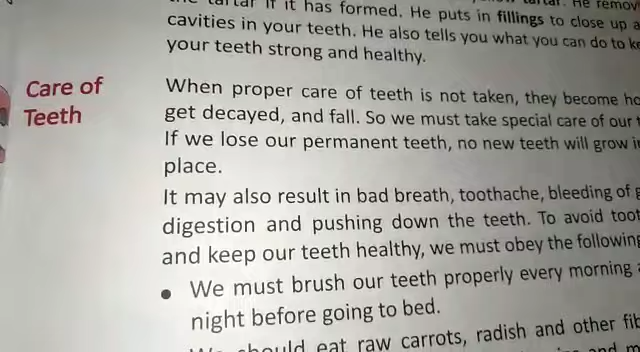 tartar if it has formed. He puts in fillings to close up
cavities in your teeth. He also tells you what you can do to
your teeth strong and healthy.
Care of
Teeth
When proper care of teeth is not taken, they become
get decayed, and fall. So we must take special care of our
If we lose our permanent teeth, no new teeth will grow
place.
It may also result in bad breath, toothache, bleeding of
digestion and pushing down the teeth. To avoid
and keep our teeth healthy, we must obey the following
• We must brush our teeth properly every morning
night before going to bed.
should eat raw carrots, radish and other